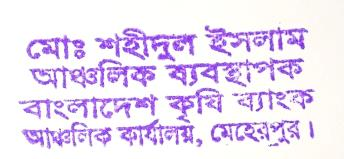 মোঃ শহীদুল ইসলাম
আঞ্চলিক ব্যবস্থাপক
বাংলাদেশ কৃষি ব্যাংক
আঞ্চলিক কার্যালয়, মেহেরপুর।